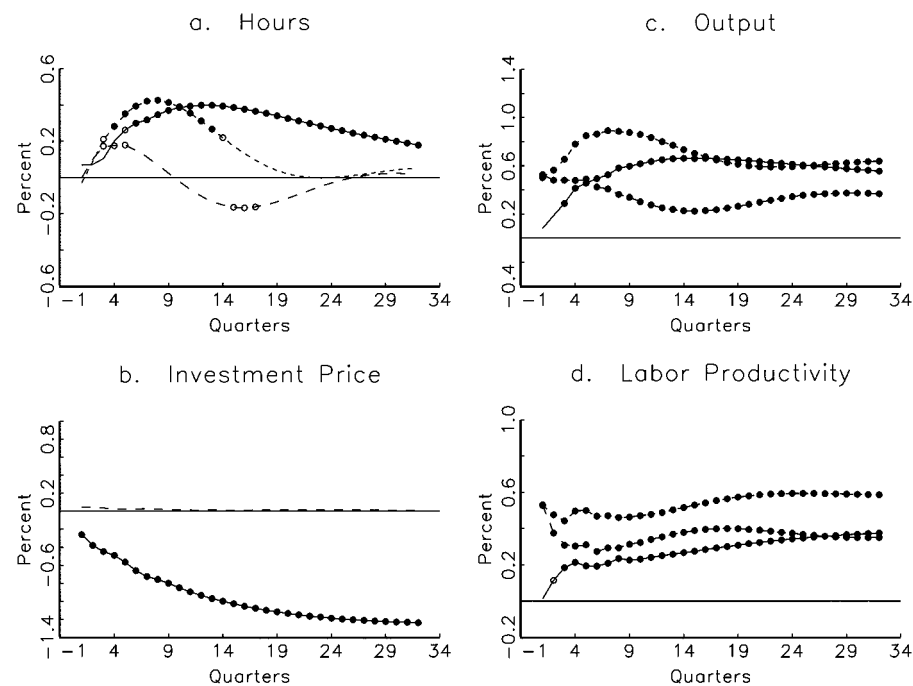 a. Hours
Percent
0.6
0.2
−0.2
−0.6
−1 4 9 14 19 24 29 34
Quarters
b. Investment Price
Percent
0.8
0.2
−0.6
−1.4
−1 4 9 14 19 24 29 34
Quarters
c. Output
Percent
1.4
1.0
0.6
0.2
−0.4
−1 4 9 14 19 24 29 34
Quarters
d. Labor Productivity
Percent
1.0
0.6
0.2
−0.2
−1 4 9 14 19 24 29 34
Quarters